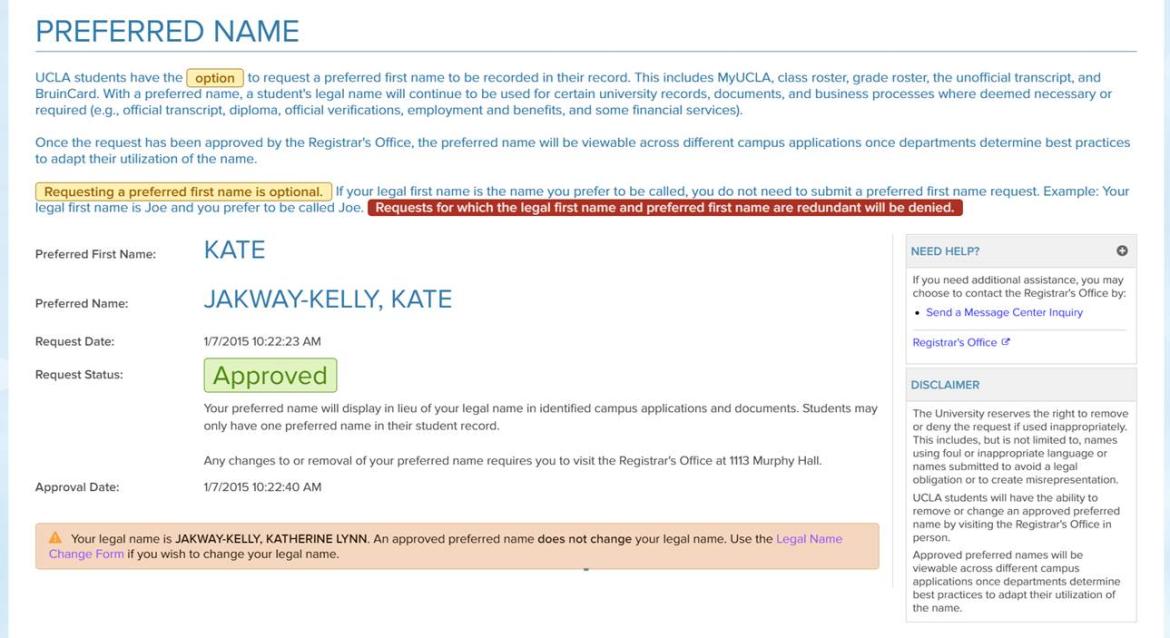 PREFERRED NAME
UCLA students have the option to request a preferred first name to be recorded in their record. This includes MyUCLA, class roster, grade roster, the unofficial transcript, and
BruinCard. With a preferred name, a student's legal name will continue to be used for certain university records, documents, and business processes where deemed necessary or
required (e.g., official transcript, diploma, official verifications, employment and benefits, and some financial services).
Once the request has been approved by the Registrar's Office, the preferred name will be viewable across different campus applications once departments determine best practices
to adapt their utilization of the name.
Requesting a preferred first name is optional. If your legal first name is the name you prefer to be called, you do not need to submit a preferred first name request. Example: Your
legal first name is Joe and you prefer to be called Joe. Requests for which the legal first name and preferred first name are redundant will be denied.
Preferred First Name: KATE
Preferred Name: JAKWAY-KELLY, KATE
Request Date: 1/7/2015 10:22:23 AM
Request Status: Approved
Your preferred name will display in lieu of your legal name in identified campus applications and documents. Students may
only have one preferred name in their student record.
Any changes to or removal of your preferred name requires you to visit the Registrar's Office at 1113 Murphy Hall.
Approval Date: 1/7/2015 10:22:40 AM
Your legal name is JAKWAY-KELLY, KATHERINE LYNN. An approved preferred name does not change your legal name. Use the Legal Name
Change Form if you wish to change your legal name.
NEED HELP?
If you need additional assistance, you may
choose to contact the Registrar's Office by:
• Send a Message Center Inquiry
Registrar's Office
DISCLAIMER
The University reserves the right to remove
or deny the request if used inappropriately.
This includes, but is not limited to, names
using foul or inappropriate language or
names submitted to avoid a legal
obligation or to create misrepresentation.
UCLA students will have the ability to
remove or change an approved preferred
name by visiting the Registrar's Office in
person.
Approved preferred names will be
viewable across different campus
applications once departments determine
best practices to adapt their utilization of
the name.